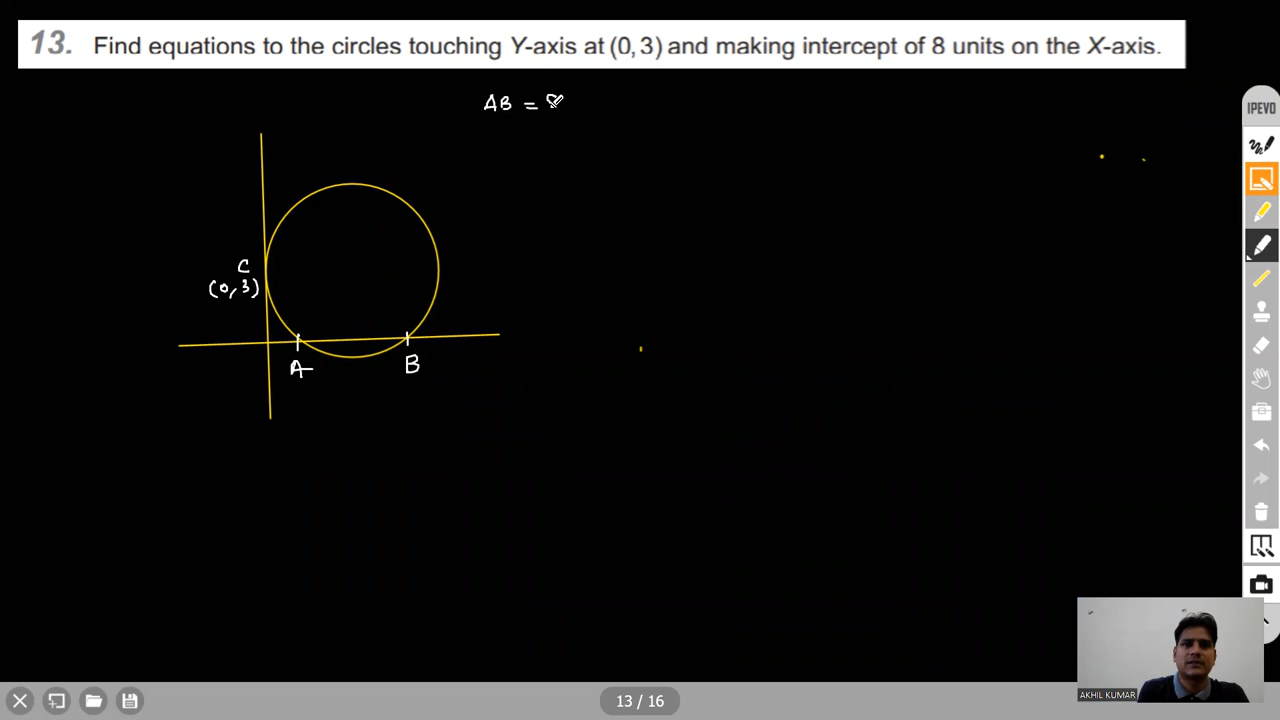 13. Find equations to the circles touching Y-axis at (0, 3) and making intercept of 8 units on the X-axis.
AB = 8
IPEVO
C
(0, 3)
A
B
AKHIL KUMAR
13 / 16